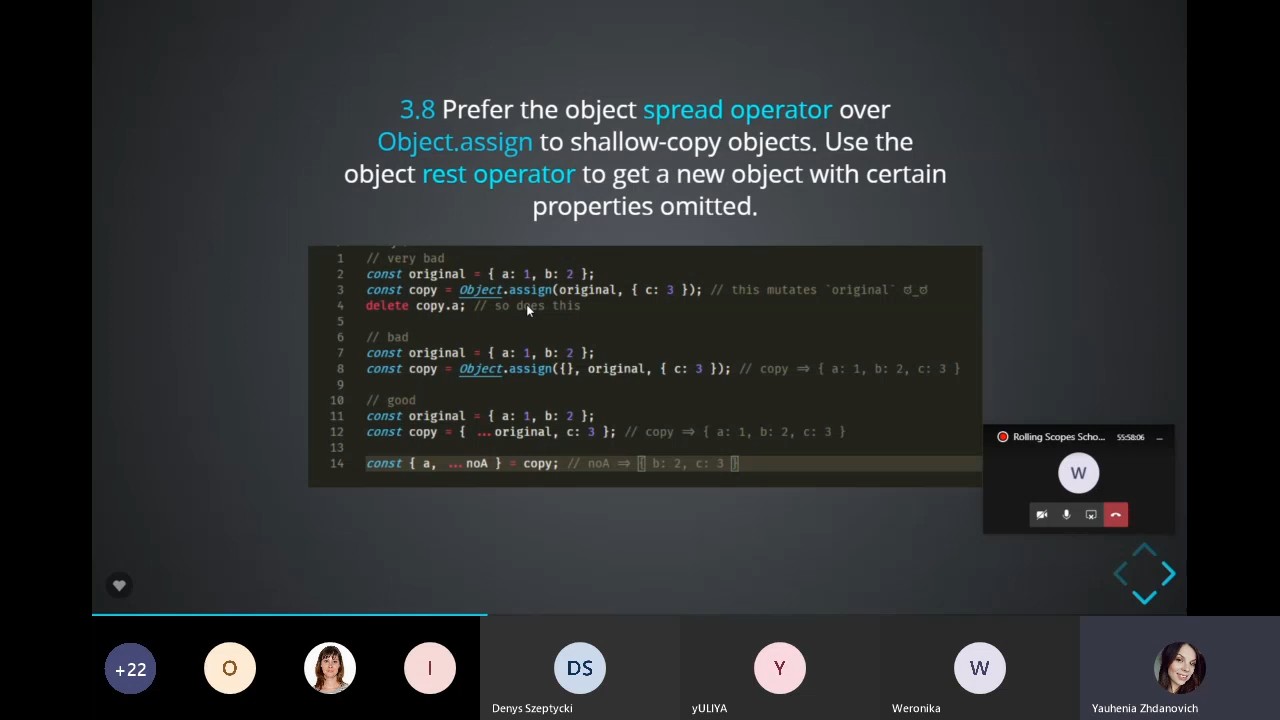 3.8 Prefer the object spread operator over
Object.assign to shallow-copy objects. Use the
object rest operator to get a new object with certain
properties omitted.
1 // very bad
2 const original = { a: 1, b: 2 };
3 const copy = Object.assign(original, { c: 3 }); // this mutates `original` ಠ_ಠ
4 delete copy.a; // so does this
5
6 // bad
7 const original = { a: 1, b: 2 };
8 const copy = Object.assign({}, original, { c: 3 }); // copy => { a: 1, b: 2, c: 3 }
9
10 // good
11 const original = { a: 1, b: 2 };
12 const copy = { ...original, c: 3 }; // copy => { a: 1, b: 2, c: 3 }
13
14 const { a, ...noA } = copy; // noA => { b: 2, c: 3 }
Rolling Scopes Scho... 55:58:06
W
+22
O
I
DS
Y
W
Denys Szeptycki
yULIYA
Weronika
Yauhenia Zhdanovich